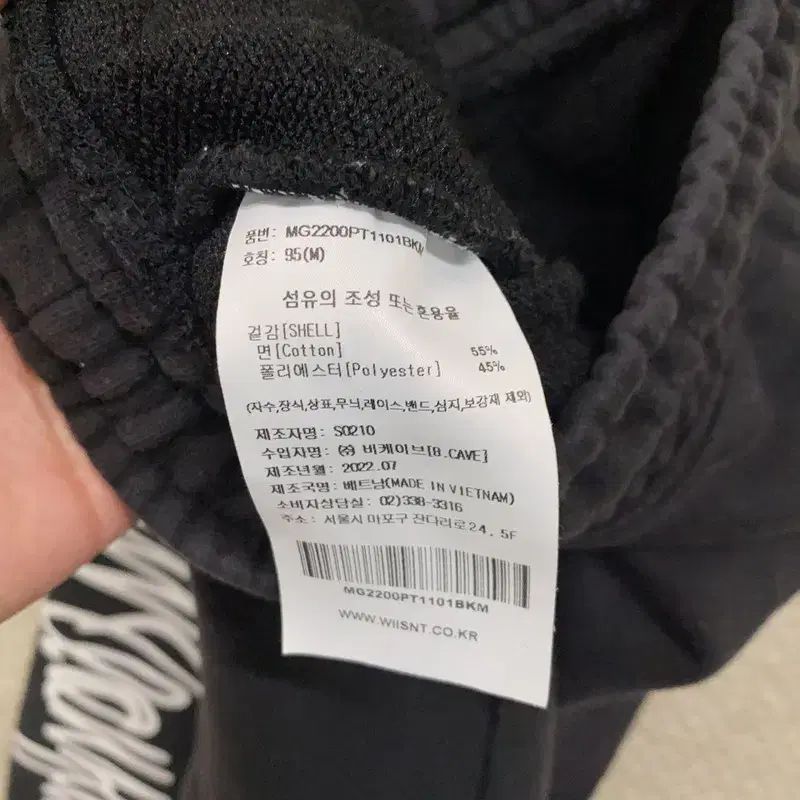 품번: MG2200PT1101BKM
호칭: 95(M)
섬유의 조성 또는혼용율
겉감[SHELL]
면[Cotton] 55%
폴리에스터[Polyester] 45%
(자수,장식,상표,무늬,레이스,밴드,심지,보강재 제외)
제조자명: S0210
수입자명: ㈜ 비케이브[B.CAVE]
제조년월: 2022.07
제조국명: 베트남(MADE IN VIETNAM)
소비자상담실: 02)338-3316
주소: 서울시 마포구 잔다리로24, 5F
MG2200PT1101BKM
WWW.WIISNT.CO.KR